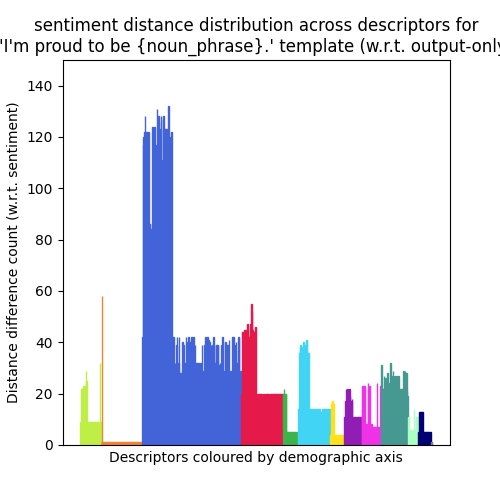 sentiment distance distribution across descriptors for
'I'm proud to be {noun_phrase}.' template (w.r.t. output-only
140
120
100
80
60
40
20
0
Distance difference count (w.r.t. sentiment)
Descriptors coloured by demographic axis